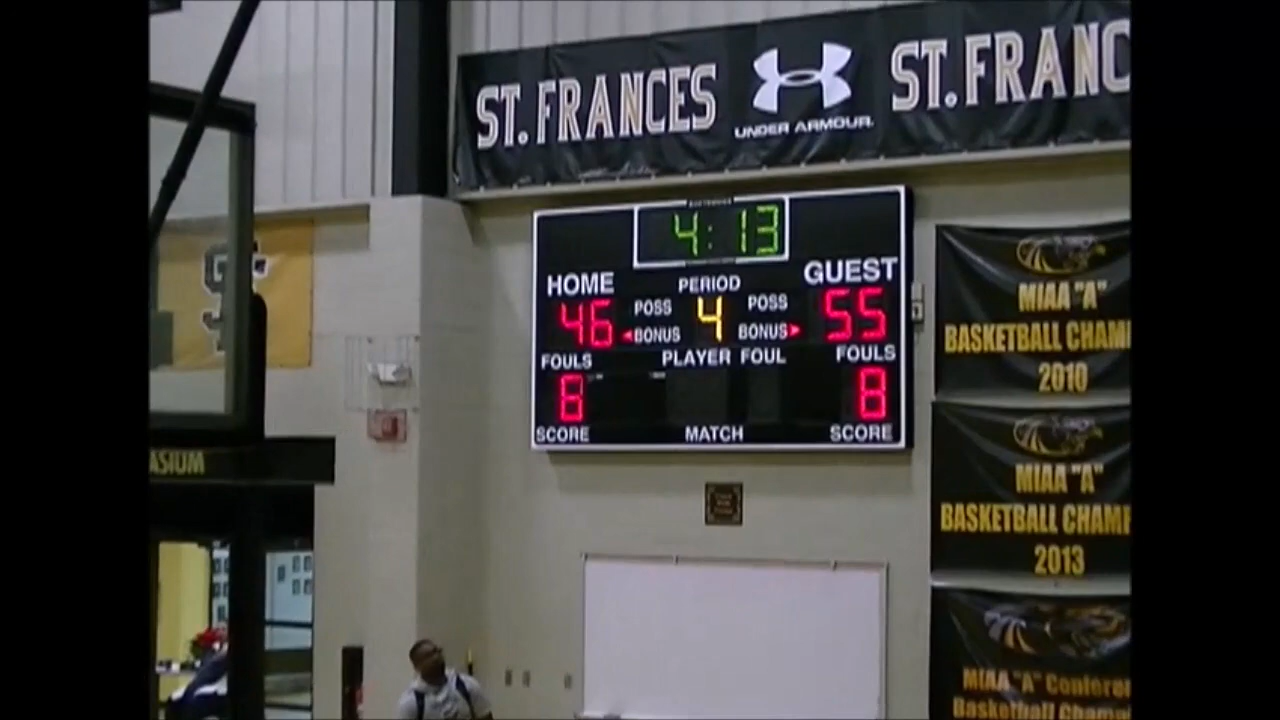 ST. FRANCES
UNDER ARMOUR.
ST. FRANC
4:13
HOME
PERIOD
GUEST
46
POSS
4
POSS
55
BONUS
BONUS
FOULS
PLAYER FOUL
FOULS
6
8
SCORE
MATCH
SCORE
MIAA "A"
BASKETBALL CHAM
2010
MIAA "A"
BASKETBALL CHAM
2013
MIAA "A" Conferen
Basketball Champ
ASIUM